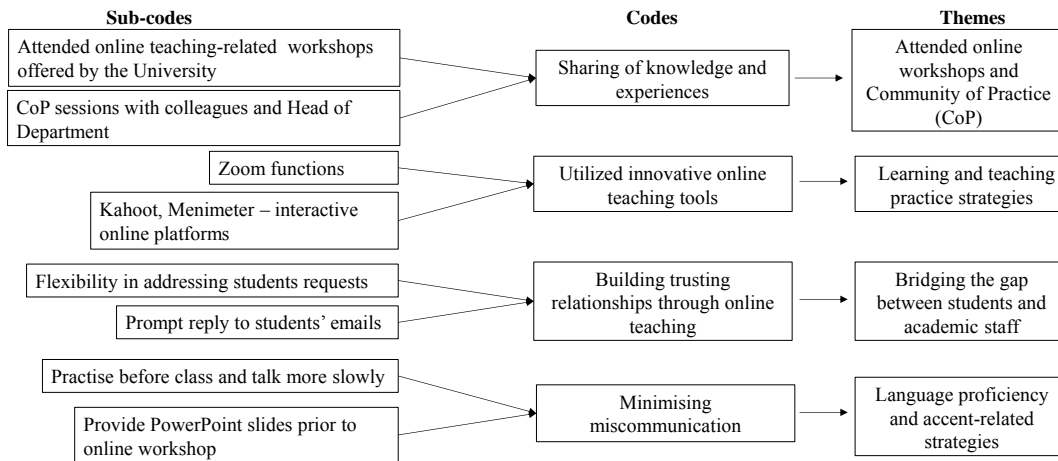 Sub-codes
Codes
Themes
Attended online teaching-related workshops
offered by the University
CoP sessions with colleagues and Head of
Department
Sharing of knowledge and
experiences
Attended online
workshops and
Community of Practice
(CoP)
Zoom functions
Kahoot, Menimeter – interactive
online platforms
Utilized innovative online
teaching tools
Learning and teaching
practice strategies
Flexibility in addressing students requests
Prompt reply to students’ emails
Building trusting
relationships through online
teaching
Bridging the gap
between students and
academic staff
Practise before class and talk more slowly
Provide PowerPoint slides prior to
online workshop
Minimising
miscommunication
Language proficiency
and accent-related
strategies